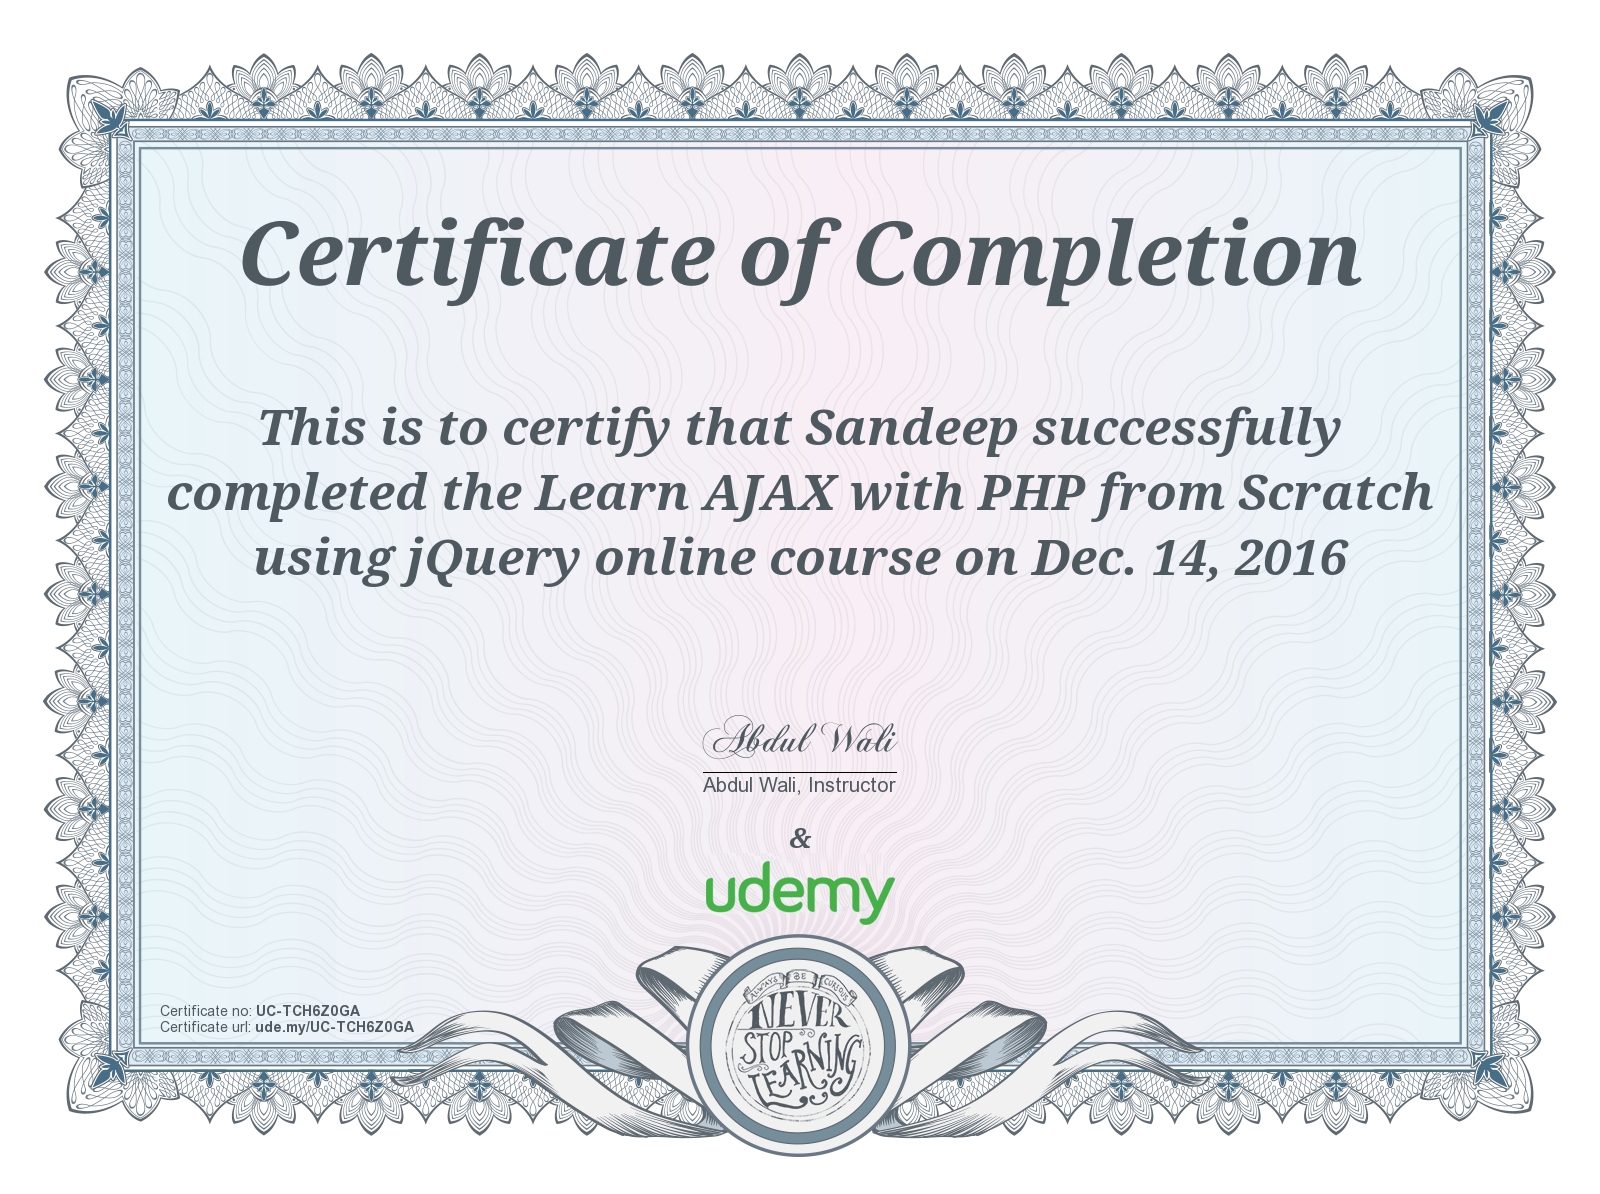 Certificate of Completion
This is to certify that Sandeep successfully
completed the Learn AJAX with PHP from Scratch
using jQuery online course on Dec. 14, 2016
Abdul Wali
Abdul Wali, Instructor
&
udemy
Certificate no: UC-TCH6Z0GA
Certificate url: ude.my/UC-TCH6Z0GA
ALWAYS BE CURIOUS
NEVER
STOP
LEARNING